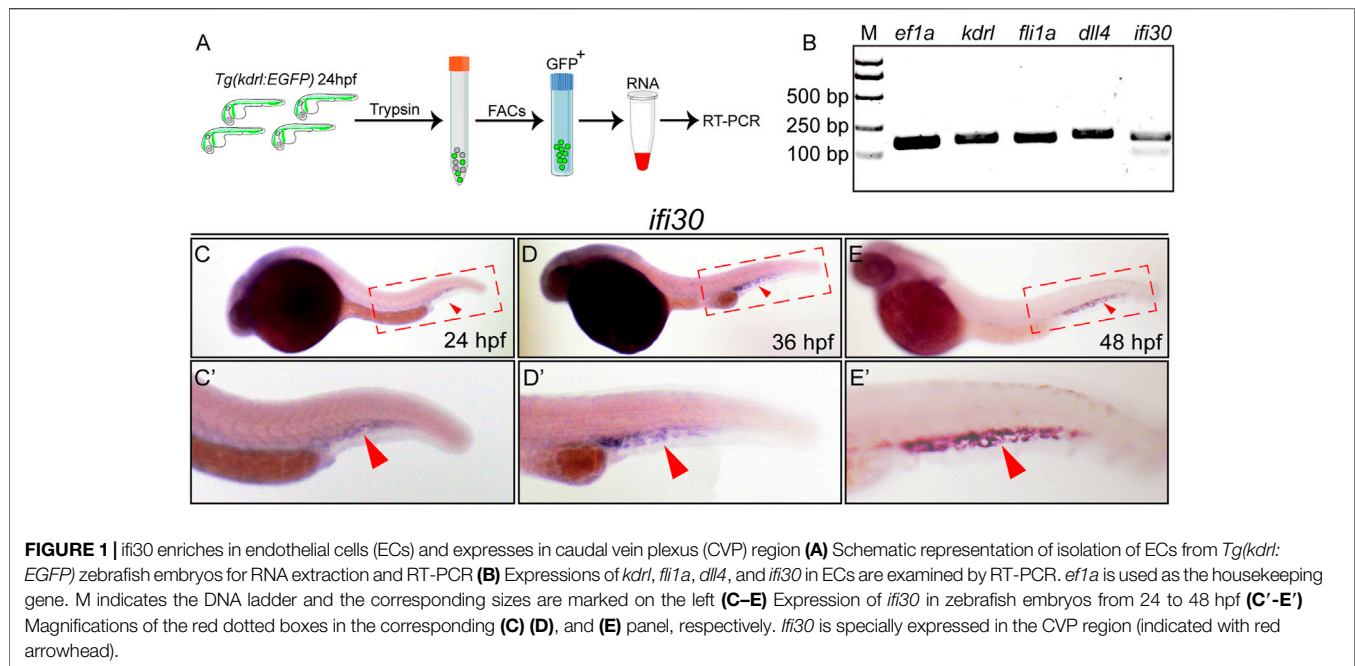 A
Tg(kdrl:EGFP) 24hpf
Trypsin
FACs
GFP+
RNA
RT-PCR
B
M ef1a kdrl fli1a dll4 ifi30
500 bp
250 bp
100 bp
ifi30
C
24 hpf
D
36 hpf
E
48 hpf
C'
D'
E'
FIGURE 1 | ifi30 enriches in endothelial cells (ECs) and expresses in caudal vein plexus (CVP) region (A) Schematic representation of isolation of ECs from Tg(kdrl:
EGFP) zebrafish embryos for RNA extraction and RT-PCR (B) Expressions of kdrl, fli1a, dll4, and ifi30 in ECs are examined by RT-PCR. ef1a is used as the housekeeping
gene. M indicates the DNA ladder and the corresponding sizes are marked on the left (C–E) Expression of ifi30 in zebrafish embryos from 24 to 48 hpf (C′-E′)
Magnifications of the red dotted boxes in the corresponding (C) (D), and (E) panel, respectively. Ifi30 is specially expressed in the CVP region (indicated with red
arrowhead).